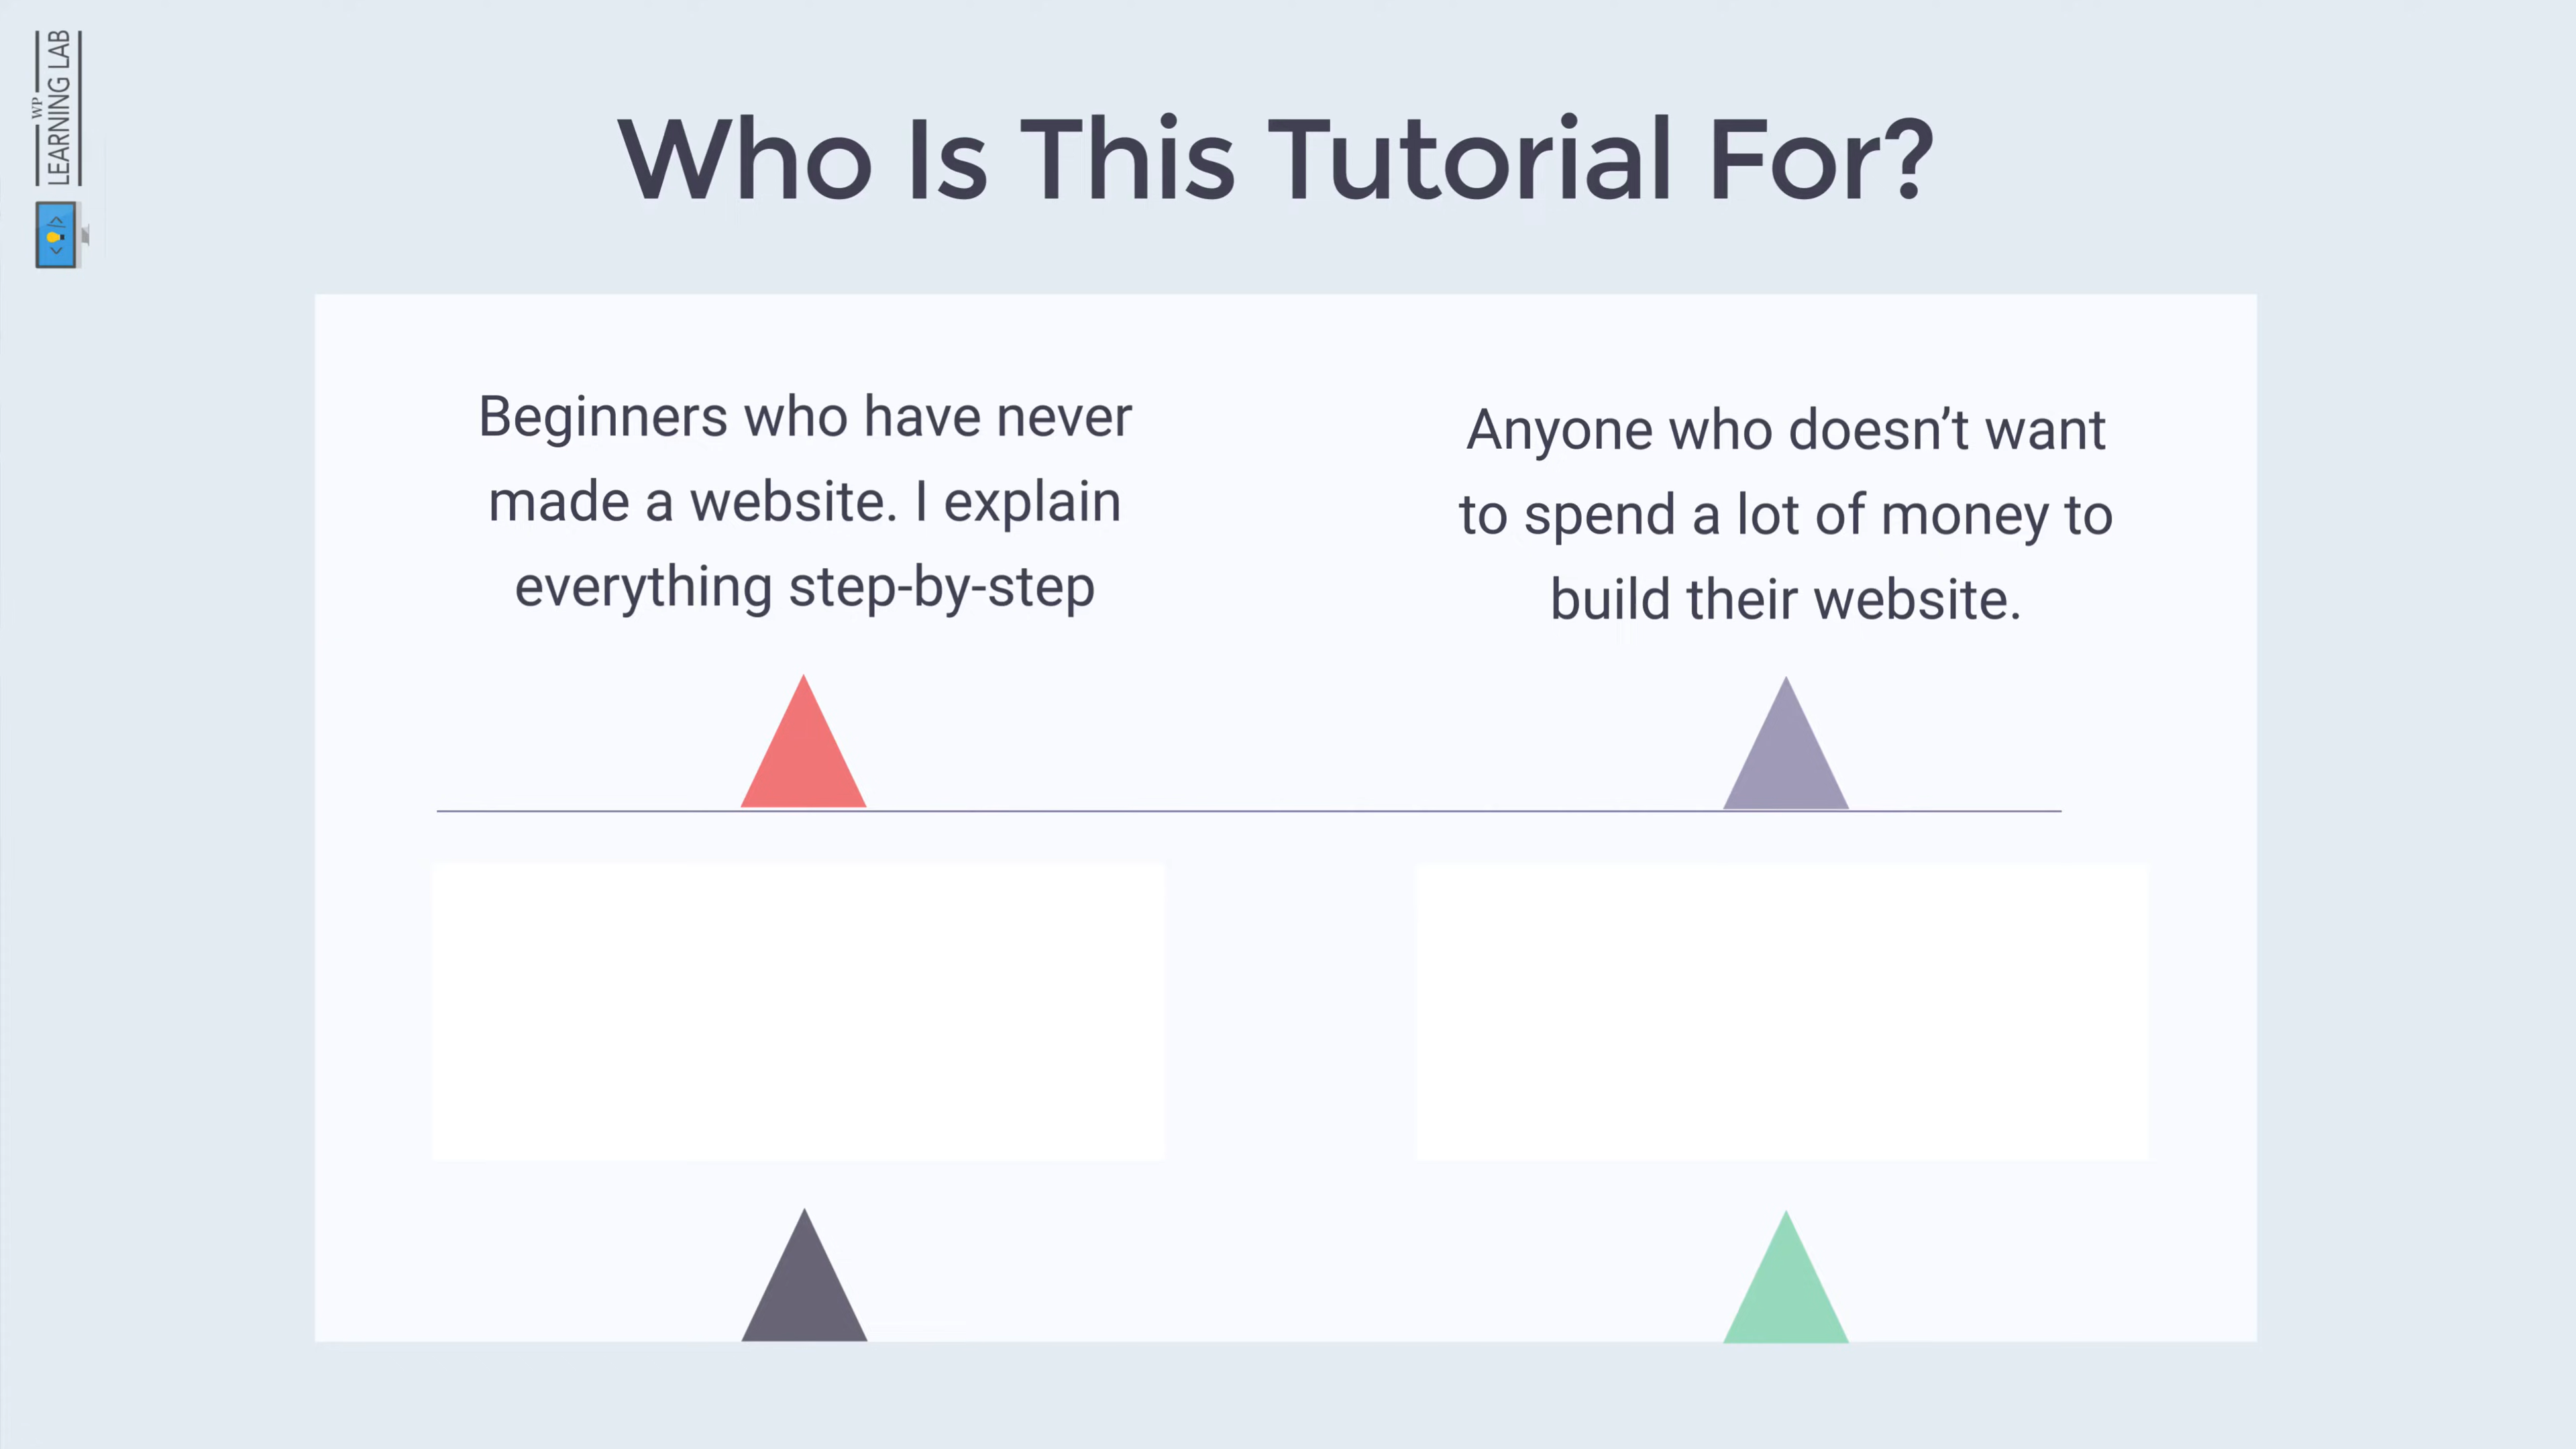 WP
LEARNING LAB
</>
Who Is This Tutorial For?
Beginners who have never
made a website. I explain
everything step-by-step
Anyone who doesn’t want
to spend a lot of money to
build their website.